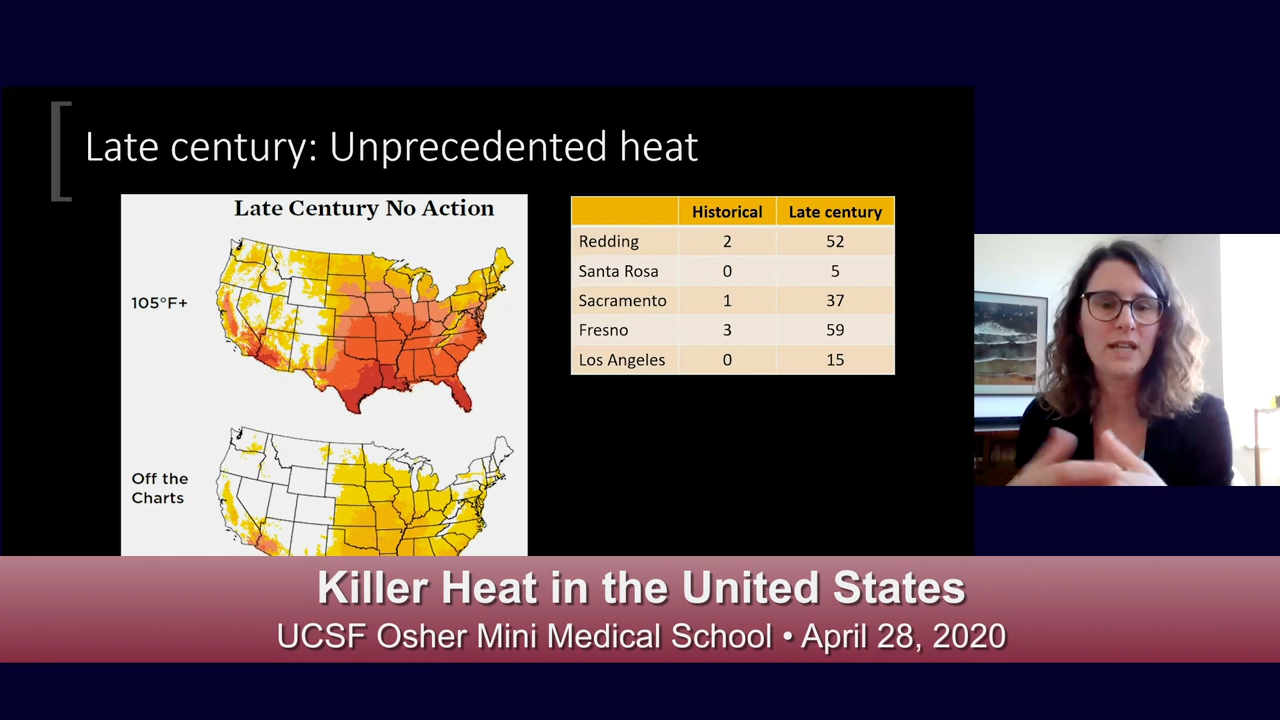 Late century: Unprecedented heat
Late Century No Action
105°F+
Off the
Charts
Historical Late century
Redding 2 52
Santa Rosa 0 5
Sacramento 1 37
Fresno 3 59
Los Angeles 0 15
Killer Heat in the United States
UCSF Osher Mini Medical School • April 28, 2020